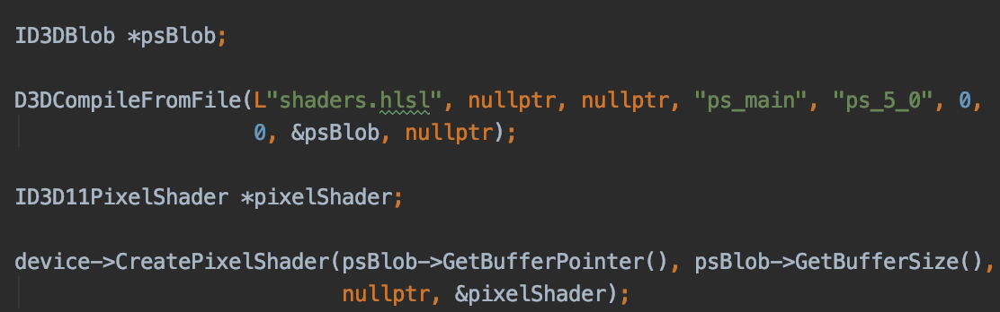 ID3DBlob *psBlob;
D3DCompileFromFile(L"shaders.hlsl", nullptr, nullptr, "ps_main", "ps_5_0", 0,
0, &psBlob, nullptr);
ID3D11PixelShader *pixelShader;
device->CreatePixelShader(psBlob->GetBufferPointer(), psBlob->GetBufferSize(),
nullptr, &pixelShader);